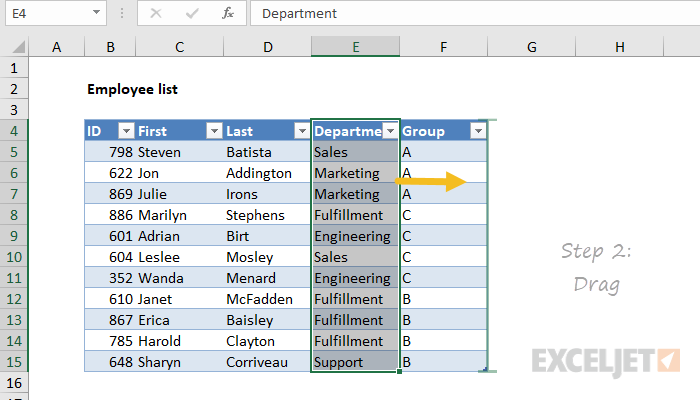 E4 fx Department
A B C D E F G H
1
2 Employee list
3
4 ID First Last Departme Group
5 798 Steven Batista Sales A
6 622 Jon Addington Marketing A
7 869 Julie Irons Marketing A
8 886 Marilyn Stephens Fulfillment C
9 601 Adrian Birt Engineering C
10 604 Leslee Mosley Sales C
11 352 Wanda Menard Engineering C
12 610 Janet McFadden Fulfillment B
13 867 Erica Baisley Fulfillment B
14 785 Harold Clayton Fulfillment B
15 648 Sharyn Corriveau Support B
16
Step 2:
Drag
EXCELJET